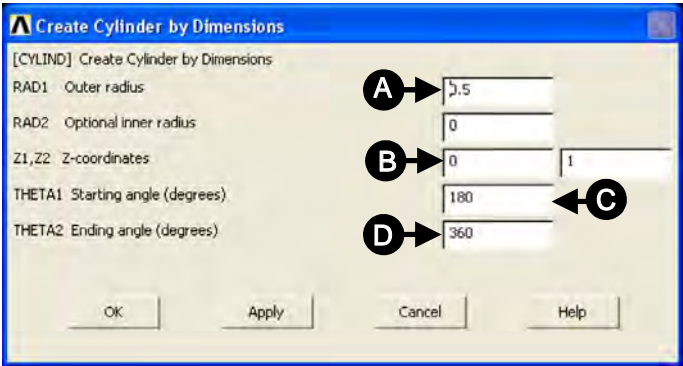 Create Cylinder by Dimensions
[CYLIND] Create Cylinder by Dimensions
RAD1 Outer radius A .5
RAD2 Optional inner radius 0
Z1,Z2 Z-coordinates B 0 1
THETA1 Starting angle (degrees) 180 C
THETA2 Ending angle (degrees) D 360
OK Apply Cancel Help